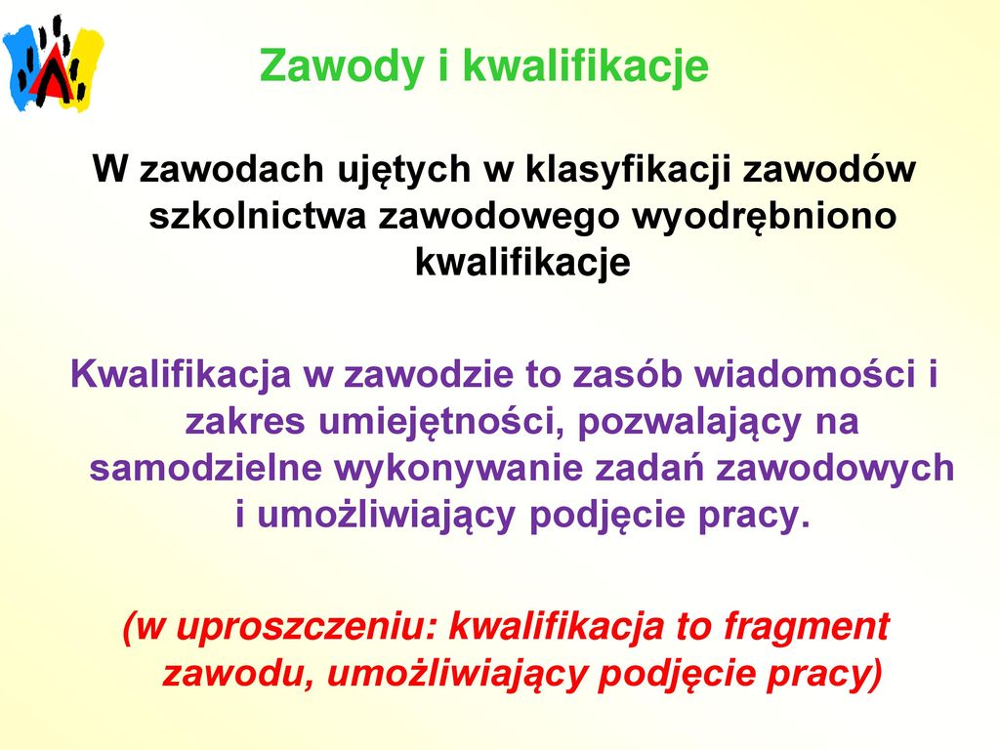 Zawody i kwalifikacje
W zawodach ujętych w klasyfikacji zawodów
szkolnictwa zawodowego wyodrębniono
kwalifikacje
Kwalifikacja w zawodzie to zasób wiadomości i
zakres umiejętności, pozwalający na
samodzielne wykonywanie zadań zawodowych
i umożliwiający podjęcie pracy.
(w uproszczeniu: kwalifikacja to fragment
zawodu, umożliwiający podjęcie pracy)